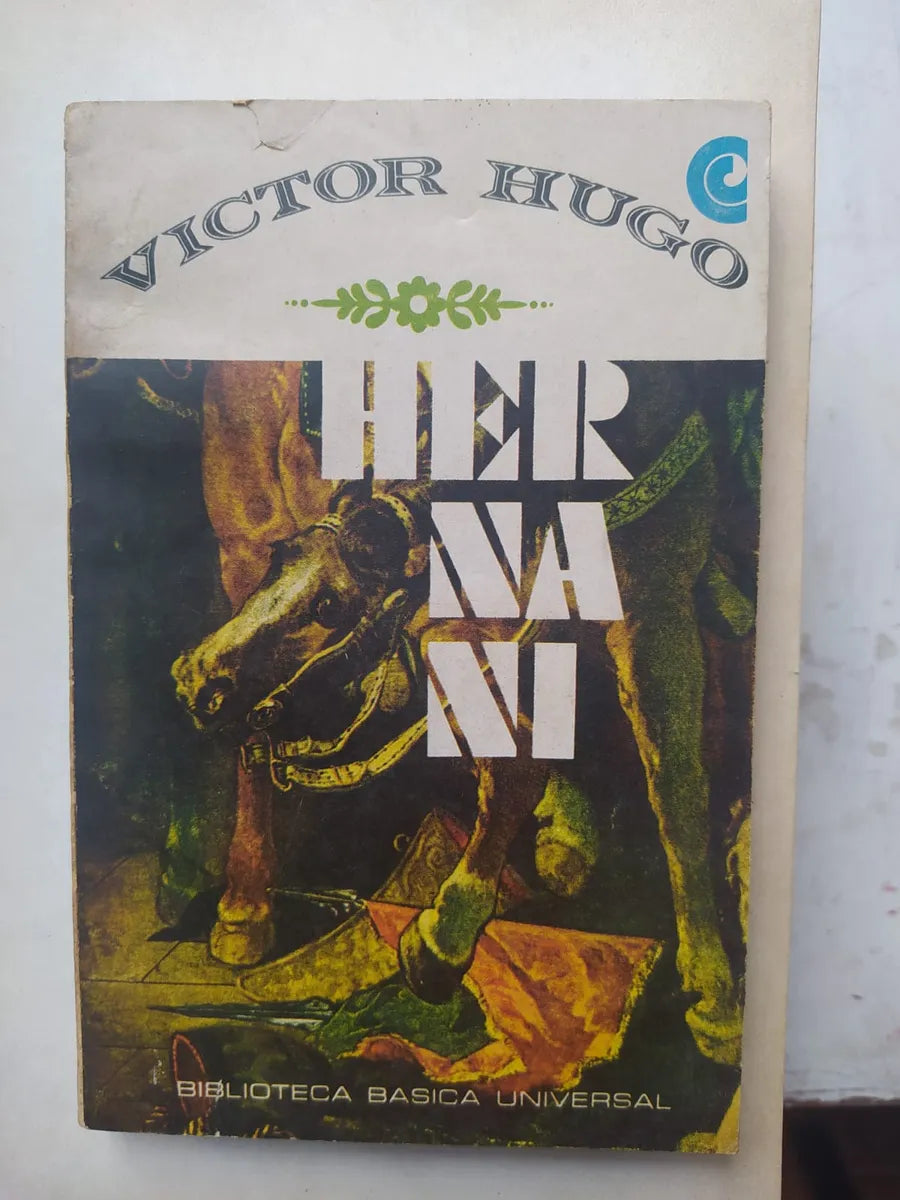 VICTOR HUGO
HER
NA
NI
BIBLIOTECA BASICA UNIVERSAL